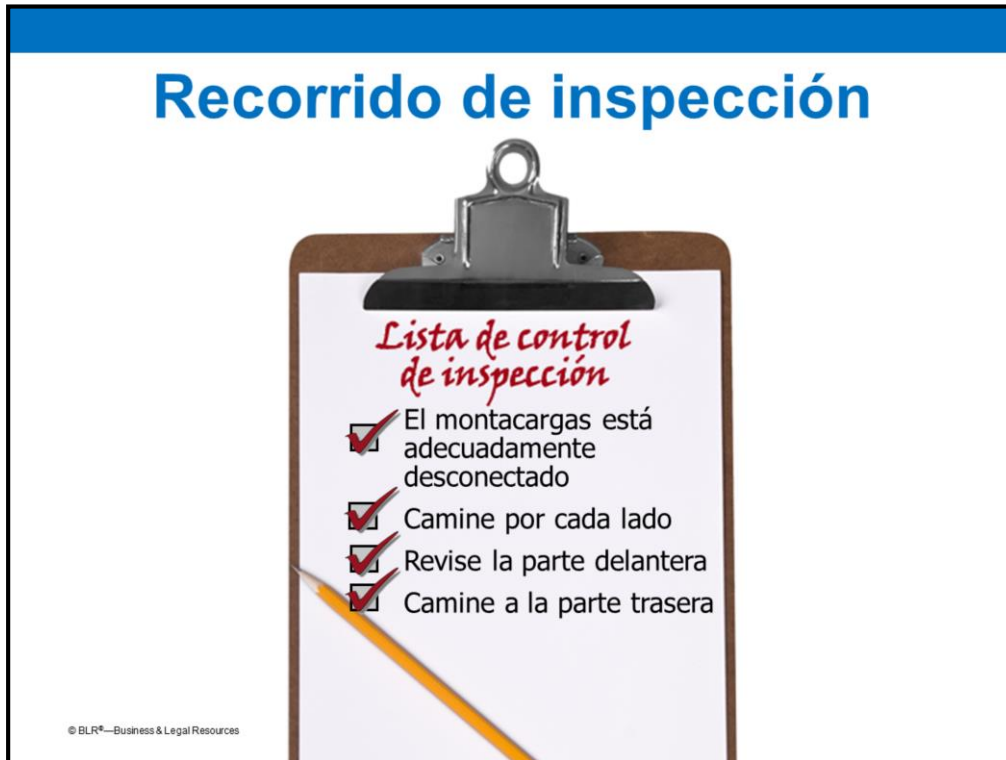 Recorrido de inspección
Lista de control
de inspección
El montacargas está
adecuadamente
desconectado
Camine por cada lado
Revise la parte delantera
Camine a la parte trasera
© BLR®—Business & Legal Resources